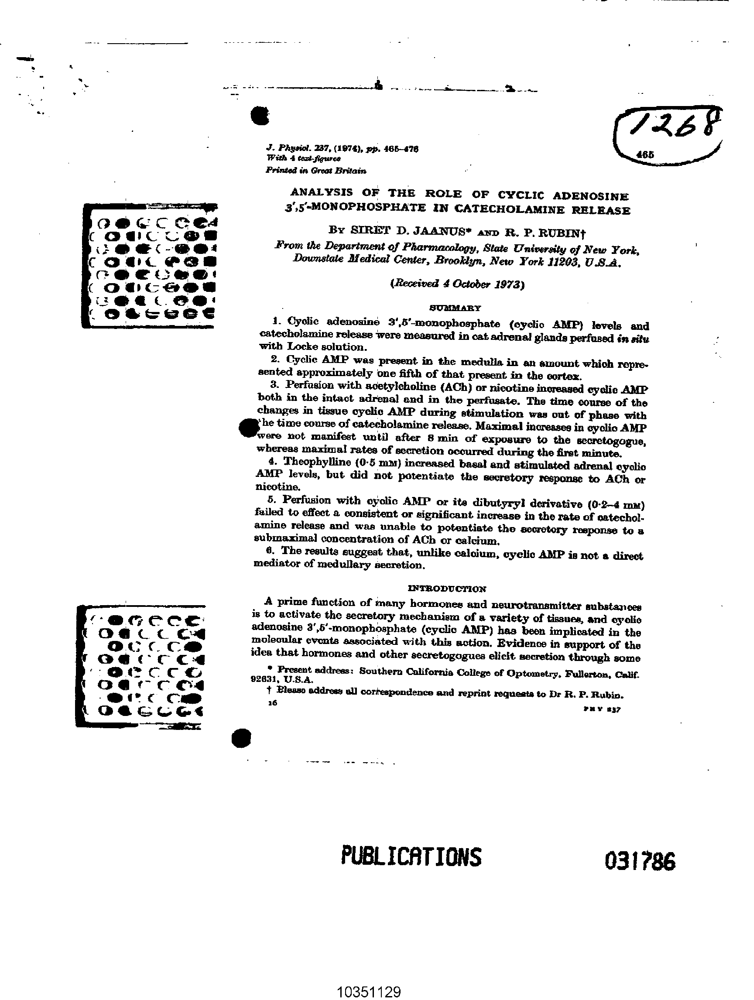 1268
465
J. Physiol. 237, (1974), pp. 465-476
With 4 text-figures
Printed in Great Britain
ANALYSIS OF THE ROLE OF CYCLIC ADENOSINE
3′,5′-MONOPHOSPHATE IN CATECHOLAMINE RELEASE
By SIRET D. JAANUS* AND R. P. RUBIN†
From the Department of Pharmacology, State University of New York,
Downstate Medical Center, Brooklyn, New York 11203, U.S.A.
(Received 4 October 1973)
SUMMARY
1. Cyclic adenosine 3′,5′-monophosphate (cyclic AMP) levels and
catecholamine release were measured in cat adrenal glands perfused in situ
with Locke solution.
2. Cyclic AMP was present in the medulla in an amount which repre-
sented approximately one fifth of that present in the cortex.
3. Perfusion with acetylcholine (ACh) or nicotine increased cyclic AMP
both in the intact adrenal and in the perfusate. The time course of the
changes in tissue cyclic AMP during stimulation was out of phase with
the time course of catecholamine release. Maximal increases in cyclic AMP
were not manifest until after 8 min of exposure to the secretogogue,
whereas maximal rates of secretion occurred during the first minute.
4. Theophylline (0·5 mM) increased basal and stimulated adrenal cyclic
AMP levels, but did not potentiate the secretory response to ACh or
nicotine.
5. Perfusion with cyclic AMP or its dibutyryl derivative (0·2–4 mM)
failed to effect a consistent or significant increase in the rate of catechol-
amine release and was unable to potentiate the secretory response to a
submaximal concentration of ACh or calcium.
6. The results suggest that, unlike calcium, cyclic AMP is not a direct
mediator of medullary secretion.
INTRODUCTION
A prime function of many hormones and neurotransmitter substances
is to activate the secretory mechanism of a variety of tissues, and cyclic
adenosine 3′,5′-monophosphate (cyclic AMP) has been implicated in the
molecular events associated with this action. Evidence in support of the
idea that hormones and other secretogogues elicit secretion through some
* Present address: Southern California College of Optometry, Fullerton, Calif.
92631, U.S.A.
† Please address all correspondence and reprint requests to Dr R. P. Rubin.
16
PHY 237
PUBLICATIONS
031786
10351129